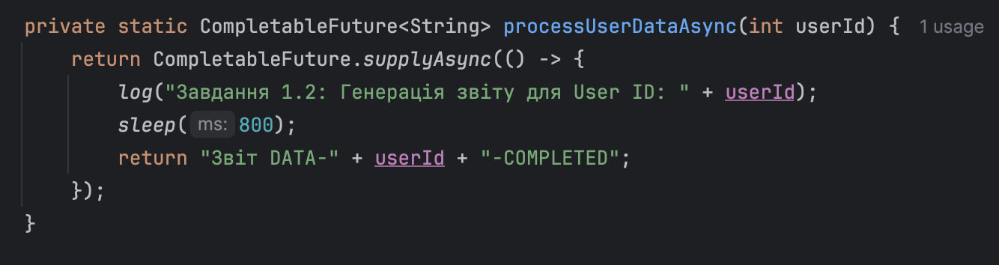 private static CompletableFuture<String> processUserDataAsync(int userId) { 1 usage
return CompletableFuture.supplyAsync(() -> {
log("Завдання 1.2: Генерація звіту для User ID: " + userId);
sleep( ms: 800);
return "Звіт DATA-" + userId + "-COMPLETED";
});
}